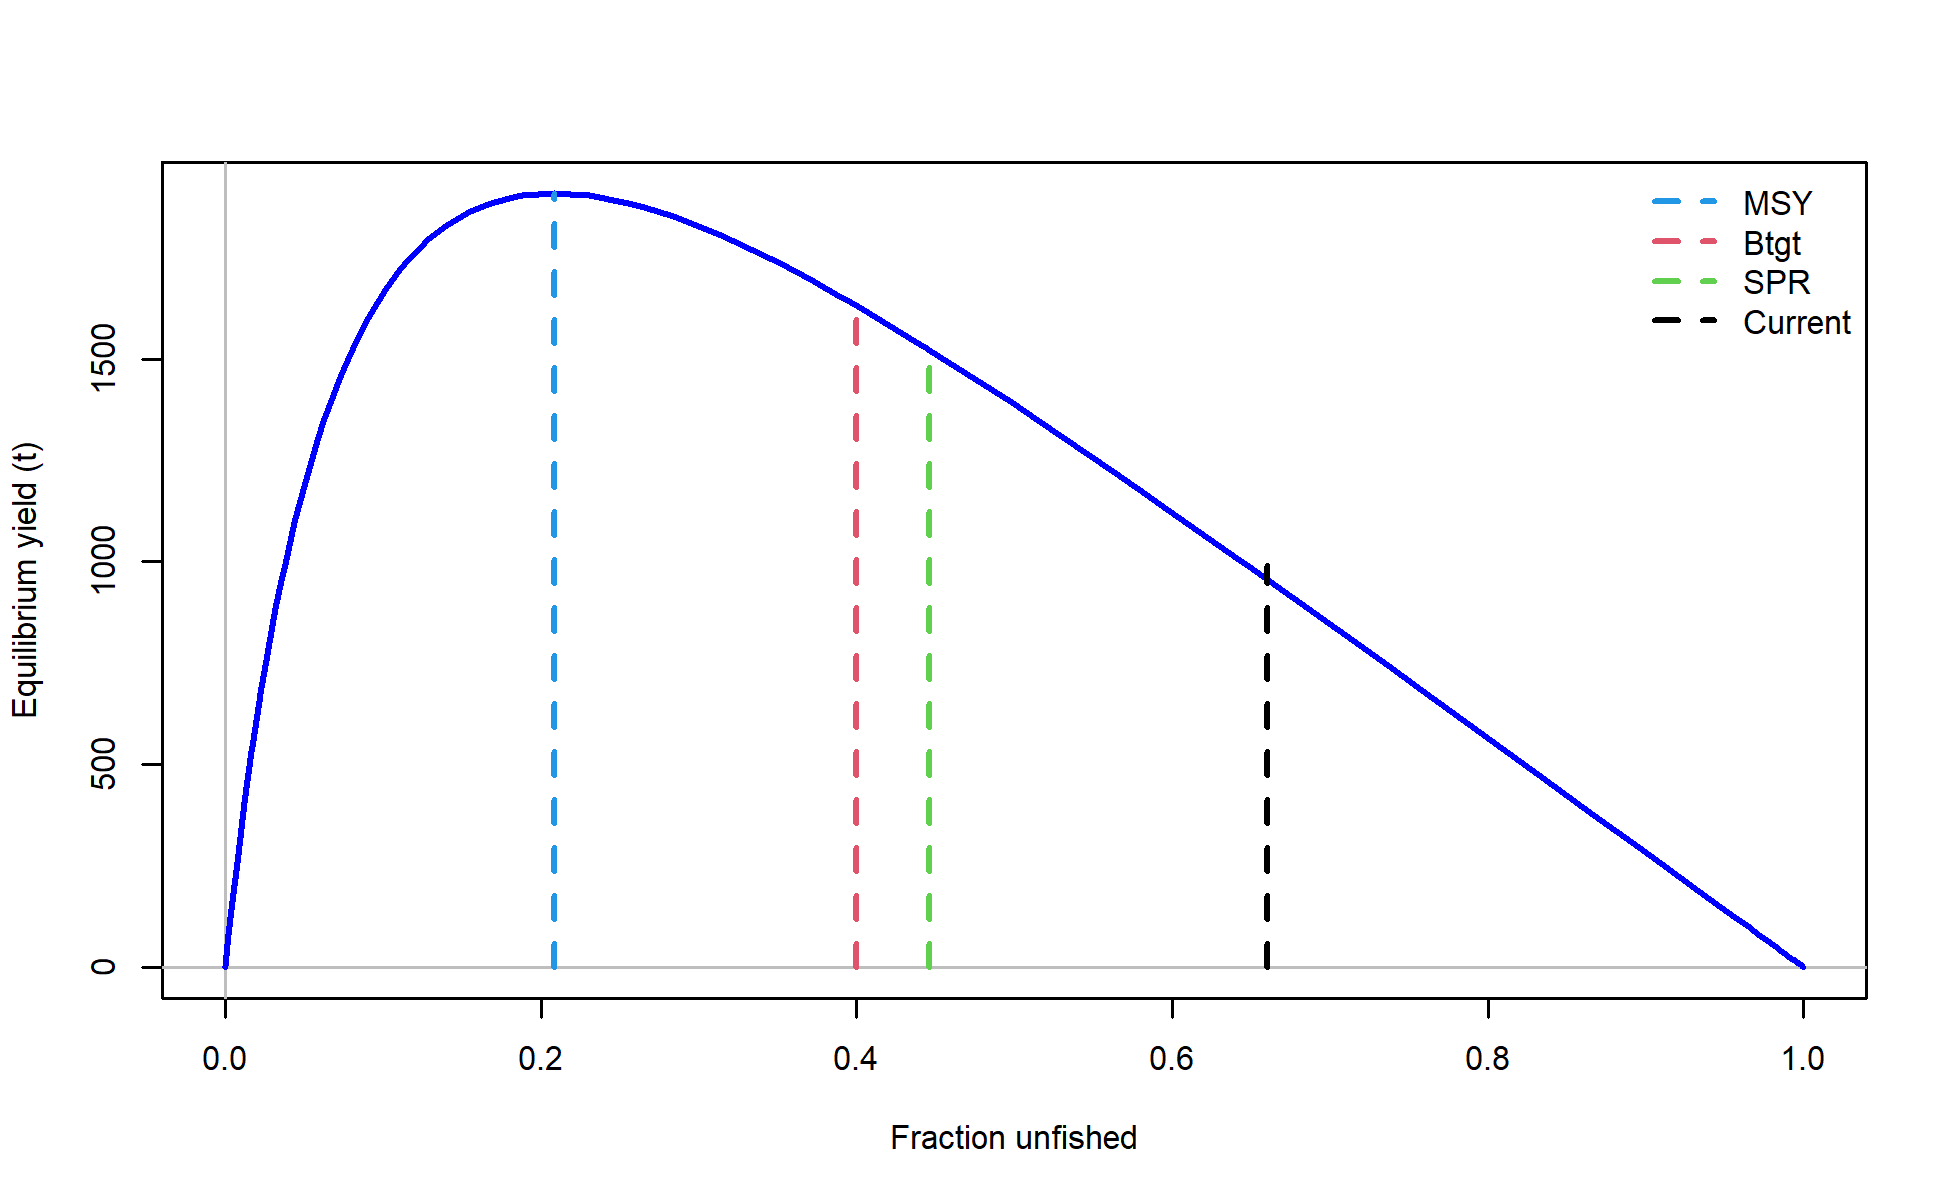 MSY
Btgt
SPR
Current
Equilibrium yield (t)
1500
1000
500
0
0.0 0.2 0.4 0.6 0.8 1.0
Fraction unfished